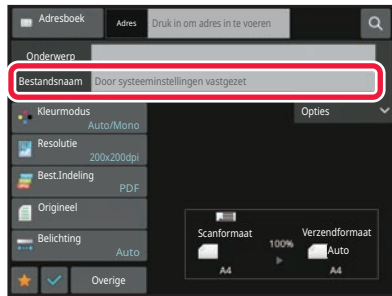 Adresboek Adres Druk in om adres in te voeren
Onderwerp
Bestandsnaam Door systeeminstellingen vastgezet
Kleurmodus
Auto/Mono
Opties
Resolutie
200x200dpi
Best.Indeling
PDF
Origineel
Belichting
Auto
Scanformaat
A4
100%
Verzendformaat
Auto
A4
Overige